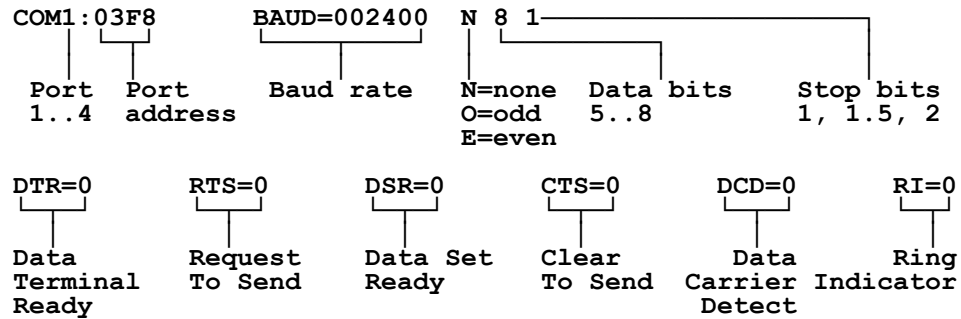 COM1:03F8 BAUD=002400 N 8 1
Port Port Baud rate N=none Data bits Stop bits
1..4 address O=odd 5..8 1, 1.5, 2
E=even
DTR=0 RTS=0 DSR=0 CTS=0 DCD=0 RI=0
Data Request Data Set Clear Data Ring
Terminal To Send Ready To Send Carrier Indicator
Ready Detect